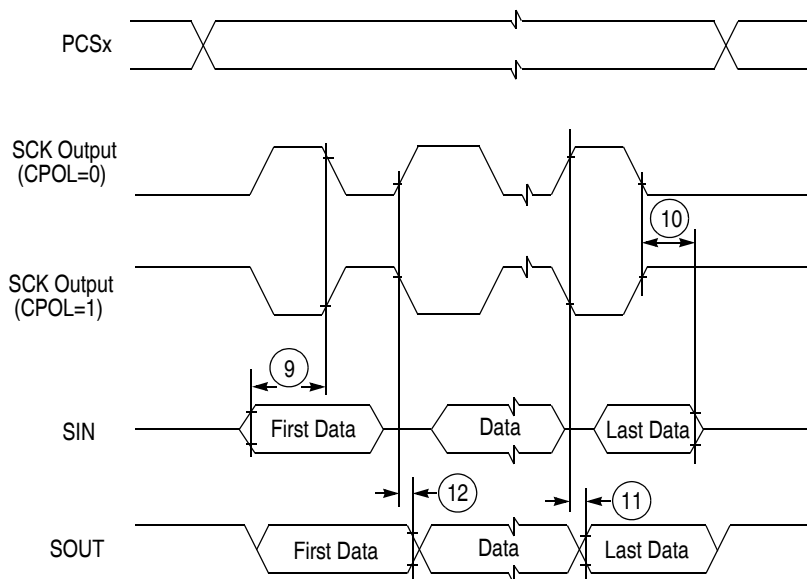 PCSx
SCK Output
(CPOL=0)
10
SCK Output
(CPOL=1)
9
SIN
First Data
Data
Last Data
12
11
SOUT
First Data
Data
Last Data